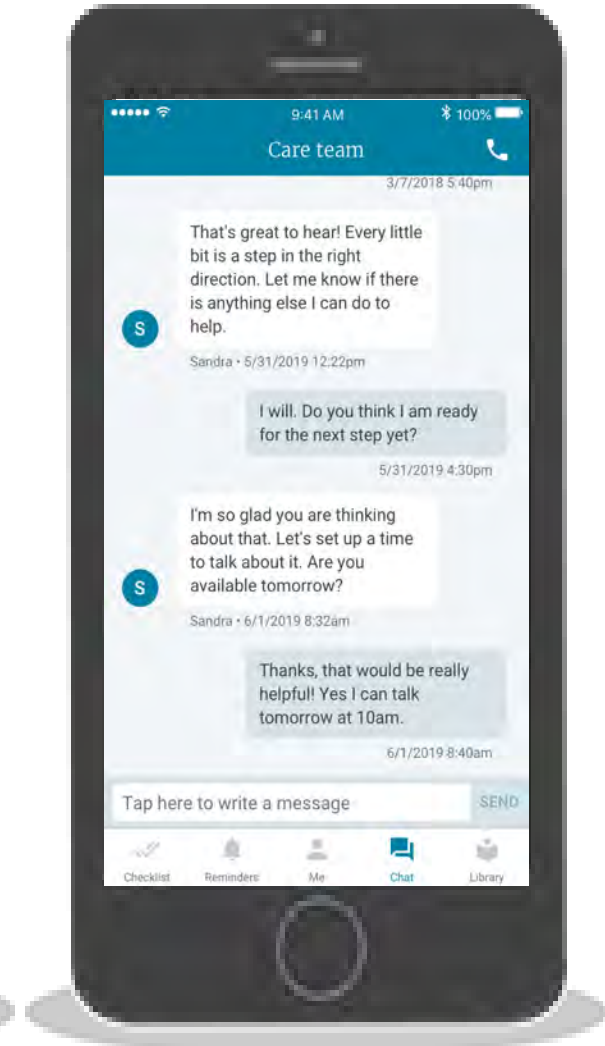 9:41 AM
100%
Care team
3/7/2018 5:40pm
That's great to hear! Every little
bit is a step in the right
direction. Let me know if there
is anything else I can do to
help.
S
Sandra • 5/31/2019 12:22pm
I will. Do you think I am ready
for the next step yet?
5/31/2019 4:30pm
I'm so glad you are thinking
about that. Let's set up a time
to talk about it. Are you
available tomorrow?
S
Sandra • 6/1/2019 8:32am
Thanks, that would be really
helpful! Yes I can talk
tomorrow at 10am.
6/1/2019 8:40am
Tap here to write a message
SEND
Checklist
Reminders
Me
Chat
Library